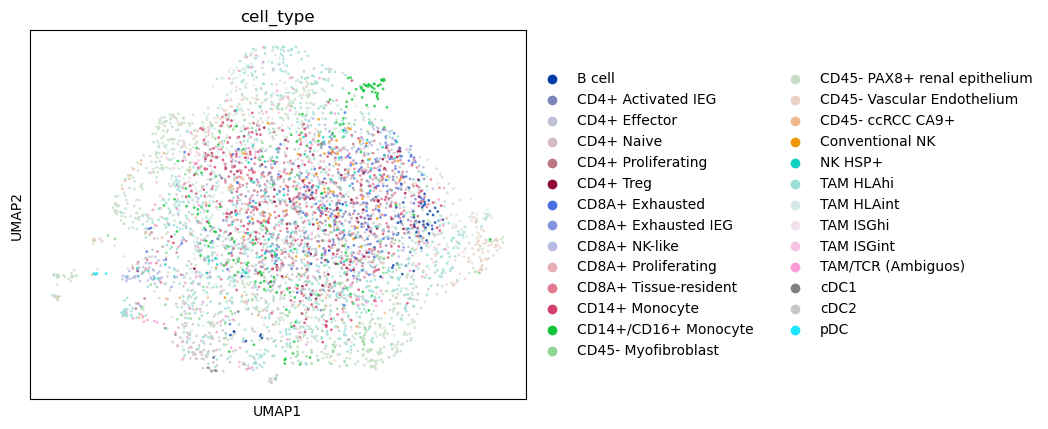 cell_type
UMAP2
UMAP1
B cell
CD4+ Activated IEG
CD4+ Effector
CD4+ Naive
CD4+ Proliferating
CD4+ Treg
CD8A+ Exhausted
CD8A+ Exhausted IEG
CD8A+ NK-like
CD8A+ Proliferating
CD8A+ Tissue-resident
CD14+ Monocyte
CD14+/CD16+ Monocyte
CD45- Myofibroblast
CD45- PAX8+ renal epithelium
CD45- Vascular Endothelium
CD45- ccRCC CA9+
Conventional NK
NK HSP+
TAM HLAhi
TAM HLAint
TAM ISGhi
TAM ISGint
TAM/TCR (Ambiguos)
cDC1
cDC2
pDC